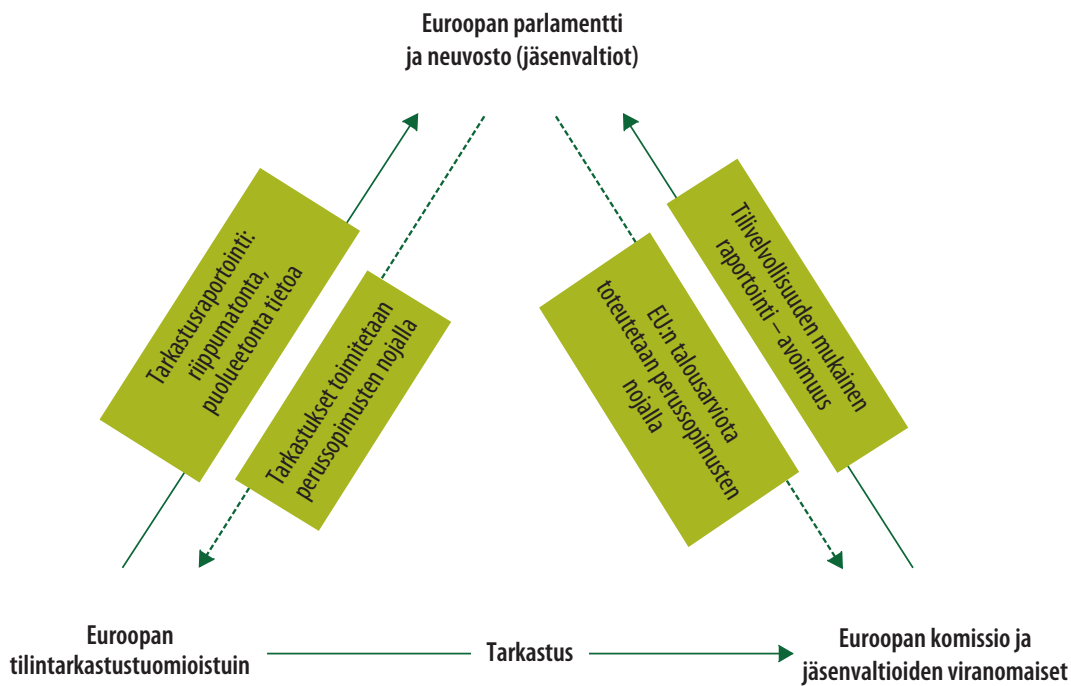 Euroopan parlamentti
ja neuvosto (jäsenvaltiot)
Tarkastusraportointi:
riippumatonta,
puolueetonta tietoa
Tarkastukset toimitetaan
perussopimusten nojalla
EU:n talousarviota
toteutetaan perussopimusten
nojalla
Tilivelvollisuuden mukainen
raportointi – avoimuus
Euroopan
tilintarkastustuomioistuin
Tarkastus
Euroopan komissio ja
jäsenvaltioiden viranomaiset